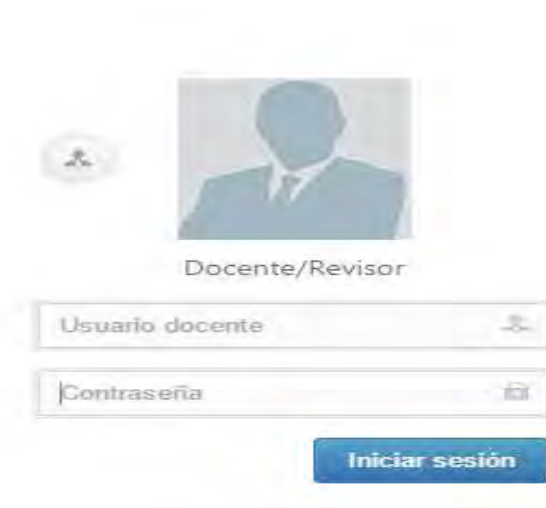 Docente/Revisor
Usuario docente
Contraseña
Iniciar sesión